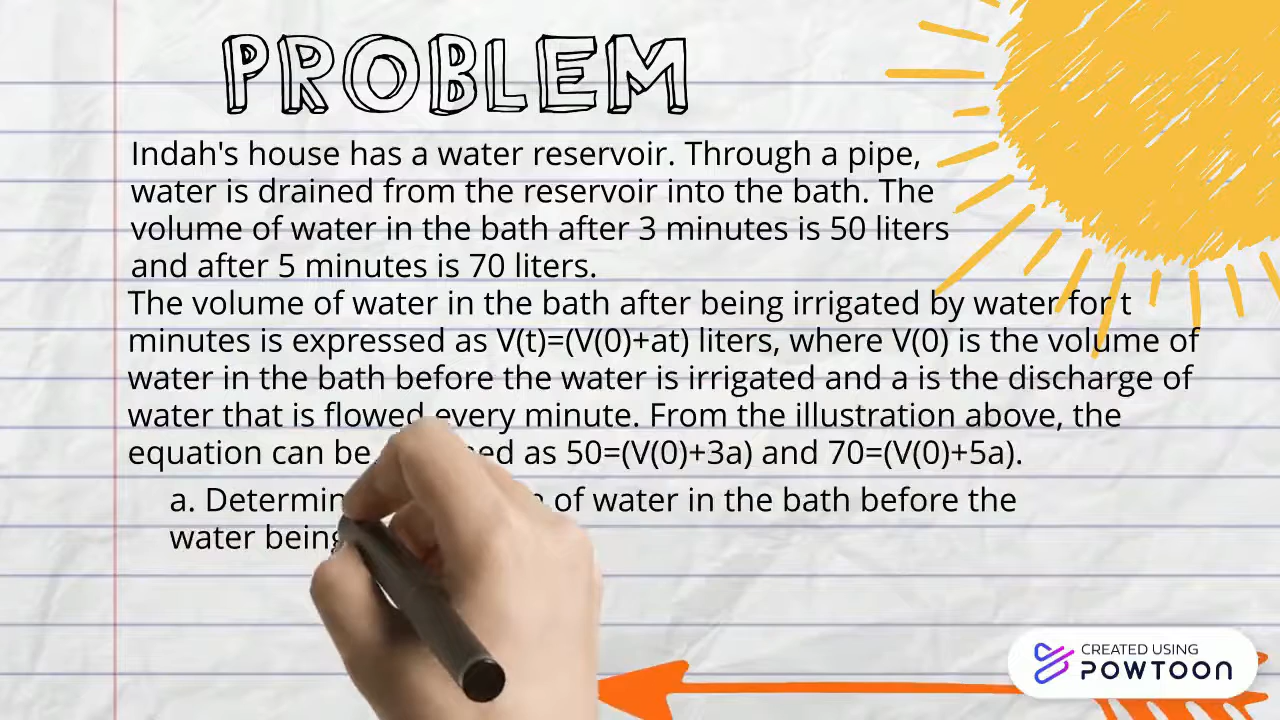 PROBLEM
Indah's house has a water reservoir. Through a pipe,
water is drained from the reservoir into the bath. The
volume of water in the bath after 3 minutes is 50 liters
and after 5 minutes is 70 liters.
The volume of water in the bath after being irrigated by water for t
minutes is expressed as V(t)=(V(0)+at) liters, where V(0) is the volume of
water in the bath before the water is irrigated and a is the discharge of
water that is flowed every minute. From the illustration above, the
equation can be as 50=(V(0)+3a) and 70=(V(0)+5a).
a. of water in the bath before the
water being
CREATED USING
POWTOON